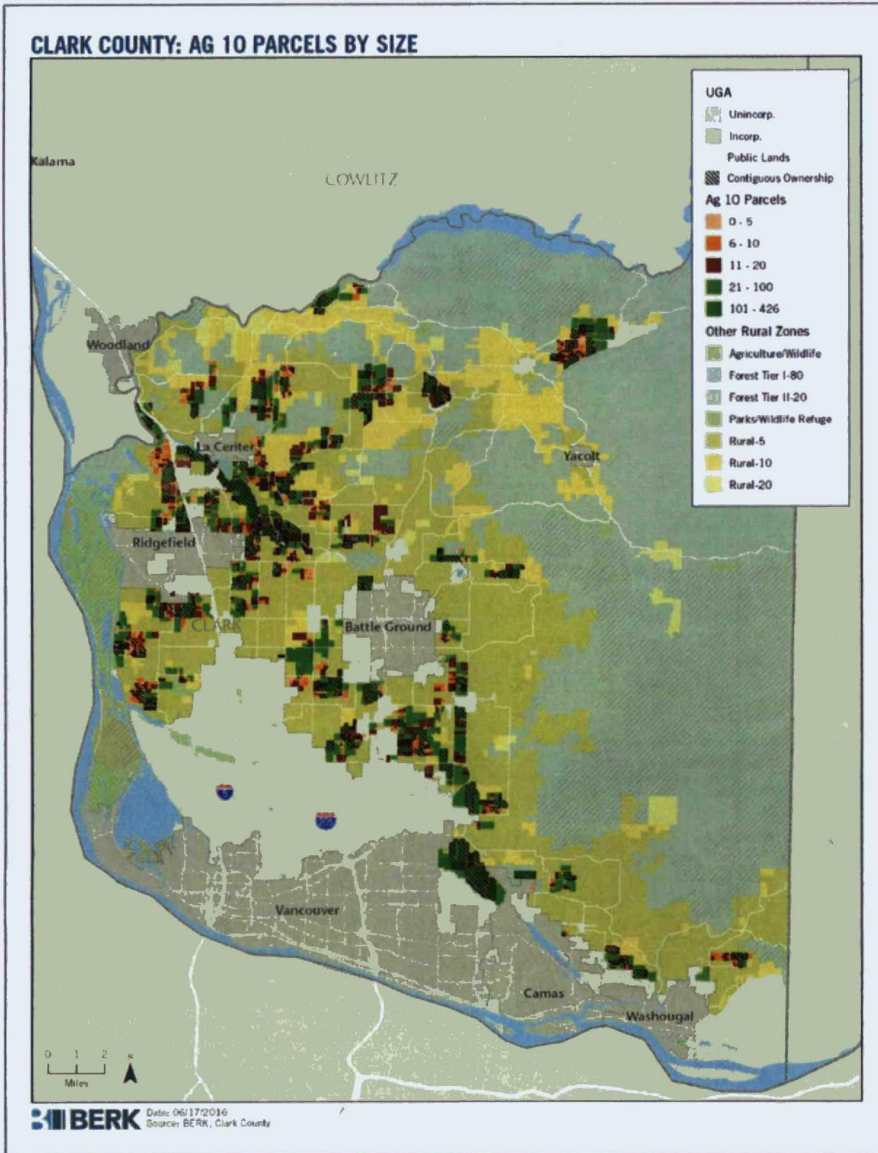 CLARK COUNTY: AG 10 PARCELS BY SIZE
UGA
Unincorp.
Incorp.
Public Lands
Contiguous Ownership
Ag 10 Parcels
0 - 5
6 - 10
11 - 20
21 - 100
101 - 426
Other Rural Zones
Agriculture/Wildlife
Forest Tier I-80
Forest Tier II-20
Parks/Wildlife Refuge
Rural-5
Rural-10
Rural-20
Kalama
COWLITZ
Woodland
La Center
Yacolt
Ridgefield
CLARK
Battle Ground
Vancouver
Camas
Washougal
0 1 2
Miles
N
BERK
Date: 06/17/2016
Source: BERK, Clark County